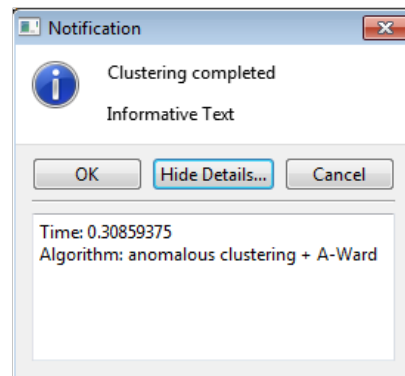 Notification
Clustering completed
Informative Text
OK
Hide Details...
Cancel
Time: 0.30859375
Algorithm: anomalous clustering + A-Ward